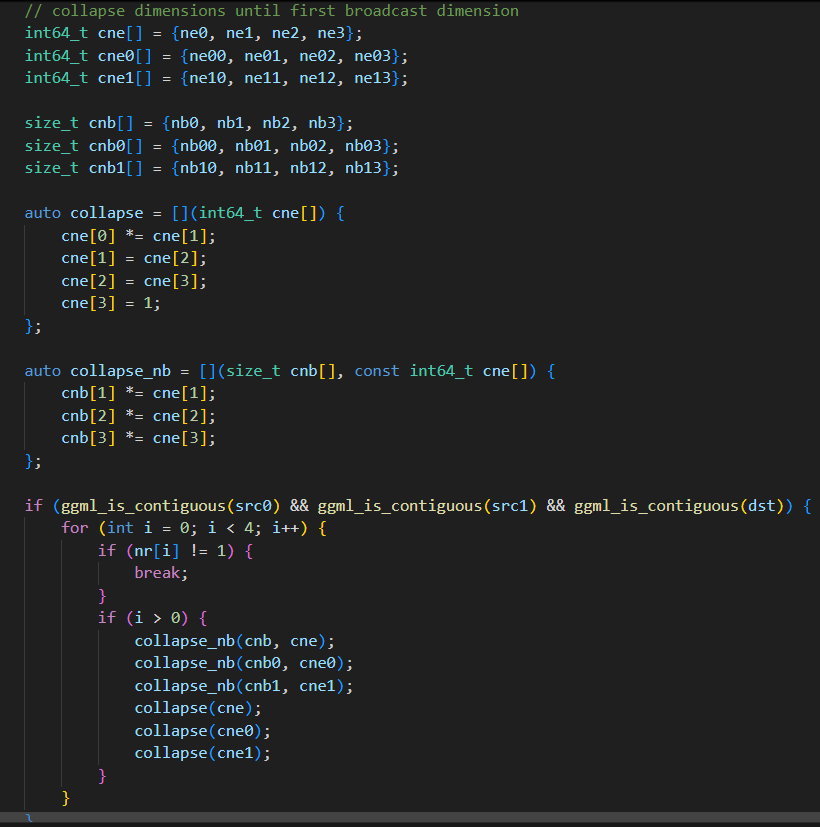 // collapse dimensions until first broadcast dimension
int64_t cne[] = {ne0, ne1, ne2, ne3};
int64_t cne0[] = {ne00, ne01, ne02, ne03};
int64_t cne1[] = {ne10, ne11, ne12, ne13};

size_t cnb[] = {nb0, nb1, nb2, nb3};
size_t cnb0[] = {nb00, nb01, nb02, nb03};
size_t cnb1[] = {nb10, nb11, nb12, nb13};

auto collapse = [](int64_t cne[]) {
    cne[0] *= cne[1];
    cne[1] = cne[2];
    cne[2] = cne[3];
    cne[3] = 1;
};

auto collapse_nb = [](size_t cnb[], const int64_t cne[]) {
    cnb[1] *= cne[1];
    cnb[2] *= cne[2];
    cnb[3] *= cne[3];
};

if (ggml_is_contiguous(src0) && ggml_is_contiguous(src1) && ggml_is_contiguous(dst)) {
    for (int i = 0; i < 4; i++) {
        if (nr[i] != 1) {
            break;
        }
        if (i > 0) {
            collapse_nb(cnb, cne);
            collapse_nb(cnb0, cne0);
            collapse_nb(cnb1, cne1);
            collapse(cne);
            collapse(cne0);
            collapse(cne1);
        }
    }
}